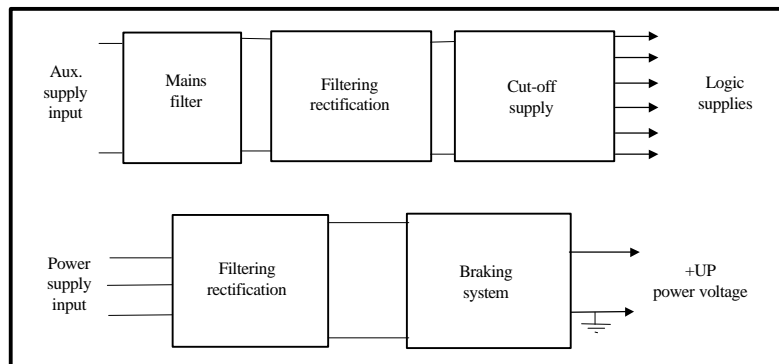 Aux.
supply
input
Mains
filter
Filtering
rectification
Cut-off
supply
Logic
supplies
Power
supply
input
Filtering
rectification
Braking
system
+UP
power voltage